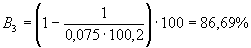 B₃ = (1 − 1/(0,075·100,2))·100 = 86,69%